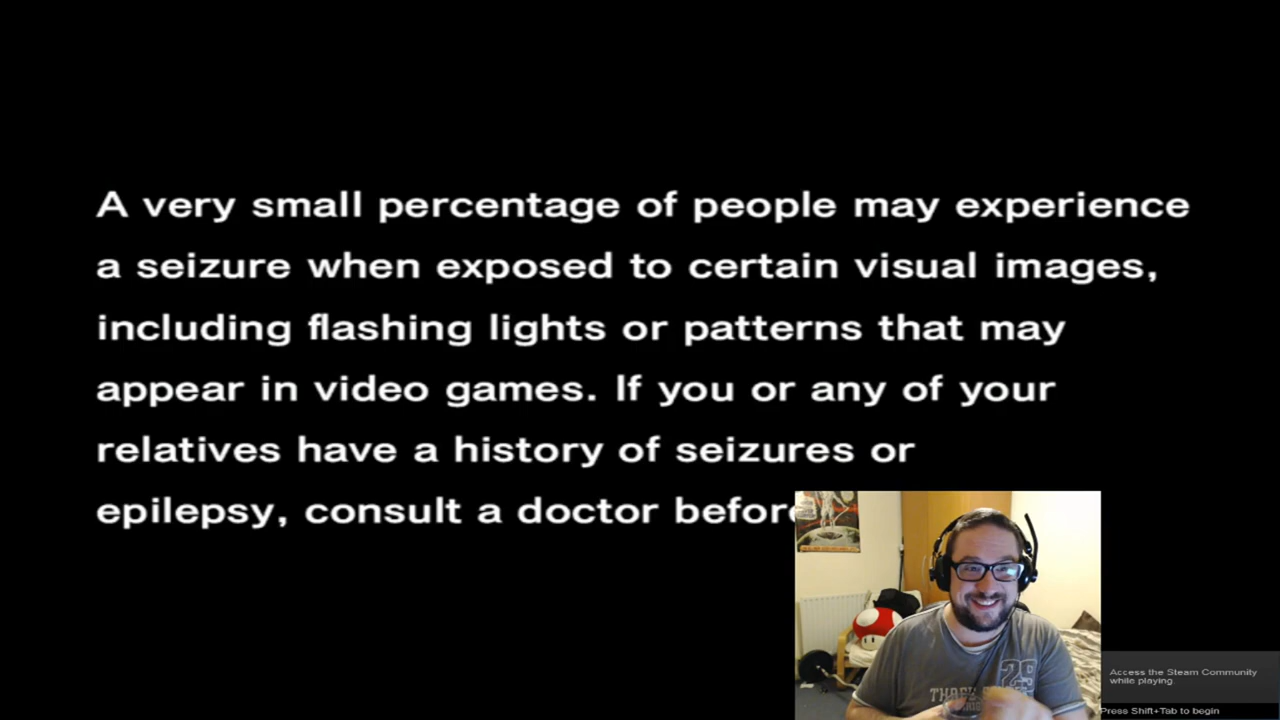 A very small percentage of people may experience
a seizure when exposed to certain visual images,
including flashing lights or patterns that may
appear in video games. If you or any of your
relatives have a history of seizures or
epilepsy, consult a doctor before
Access the Steam Community
while playing
Press Shift+Tab to begin
28